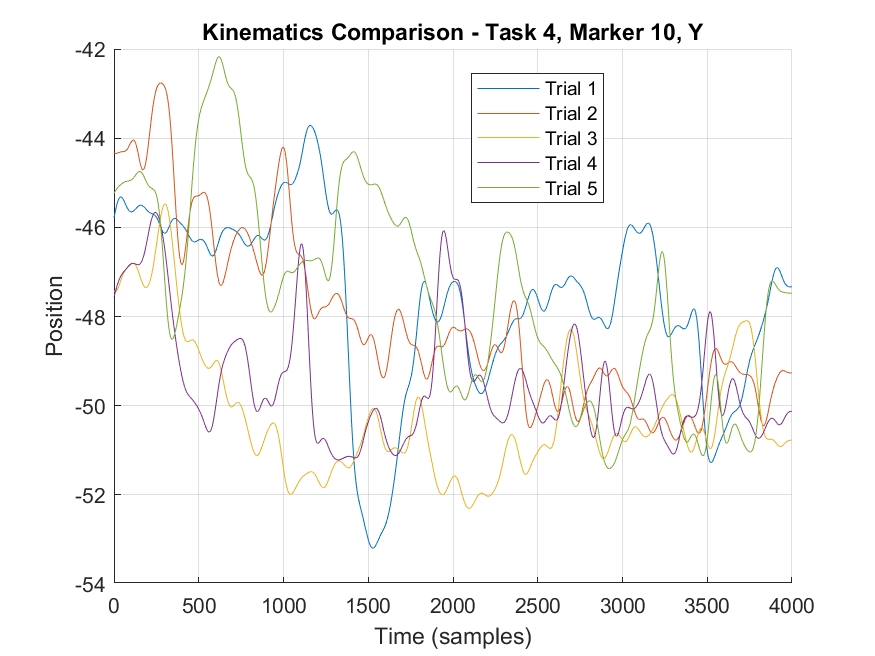 Kinematics Comparison - Task 4, Marker 10, Y
-42
-44
-46
-48
-50
-52
-54
Position
Trial 1
Trial 2
Trial 3
Trial 4
Trial 5
0 500 1000 1500 2000 2500 3000 3500 4000
Time (samples)